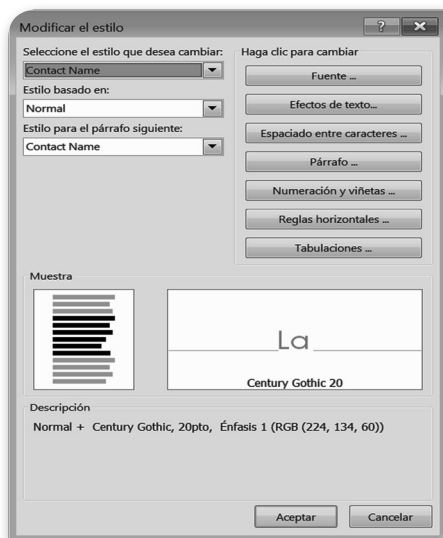 Modificar el estilo
Seleccione el estilo que desea cambiar:
Contact Name
Estilo basado en:
Normal
Estilo para el párrafo siguiente:
Contact Name
Haga clic para cambiar
Fuente ...
Efectos de texto...
Espaciado entre caracteres ...
Párrafo ...
Numeración y viñetas ...
Reglas horizontales ...
Tabulaciones ...
Muestra
La
Century Gothic 20
Descripción
Normal + Century Gothic, 20pto, Énfasis 1 (RGB (224, 134, 60))
Aceptar
Cancelar